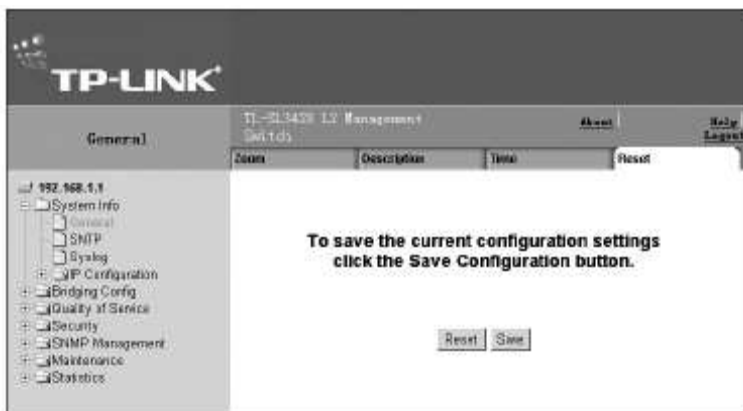 TP-LINK
General
TL-SL3428 L2 Management
Switch
About
Help
Logout
Zoom
Description
Time
Reset
192.168.1.1
System Info
General
SNTP
Syslog
IP Configuration
Bridging Config
Quality of Service
Security
SNMP Management
Maintenance
Statistics
To save the current configuration settings
click the Save Configuration button.
Reset
Save